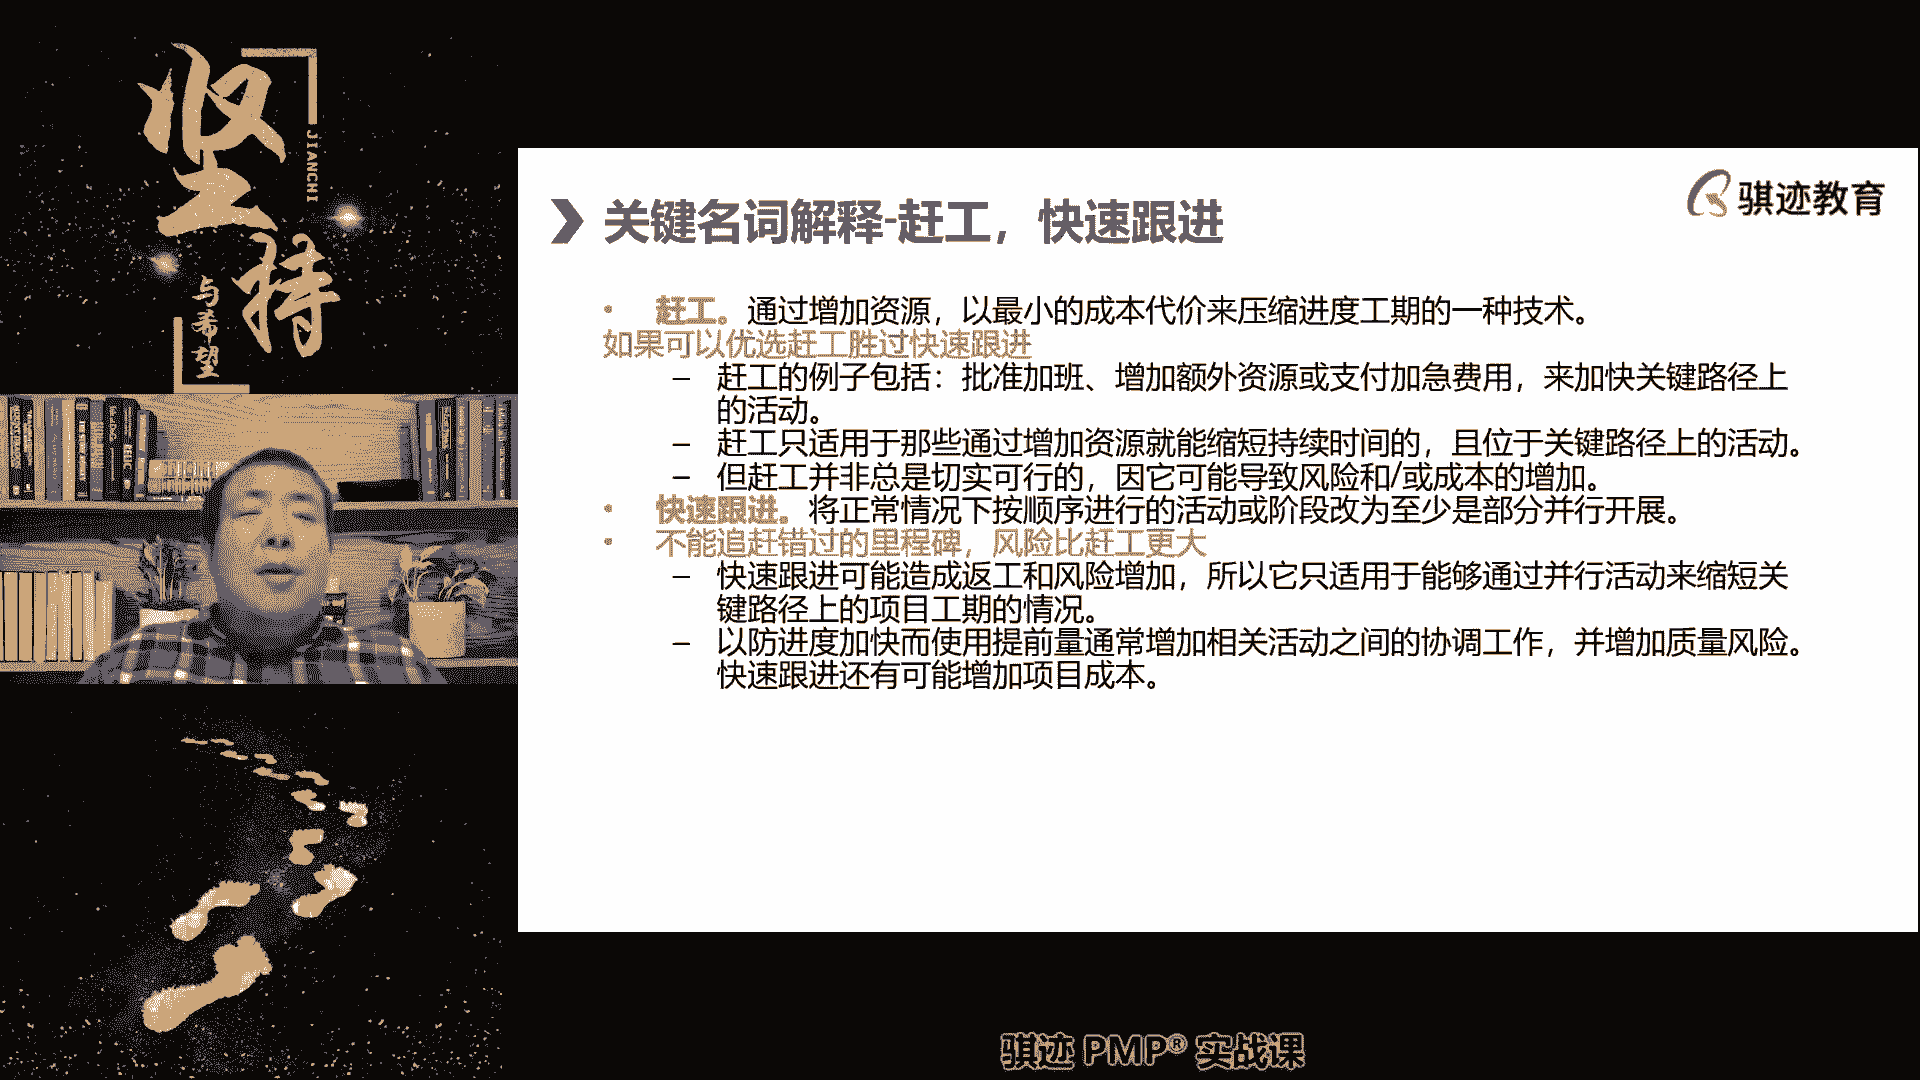 坚持
JIANCHI
与希望
骐迹教育
关键名词解释-赶工，快速跟进
• 赶工。通过增加资源，以最小的成本代价来压缩进度工期的一种技术。
如果可以优选赶工胜过快速跟进
– 赶工的例子包括：批准加班、增加额外资源或支付加急费用，来加快关键路径上
的活动。
– 赶工只适用于那些通过增加资源就能缩短持续时间的，且位于关键路径上的活动。
– 但赶工并非总是切实可行的，因它可能导致风险和/或成本的增加。
• 快速跟进。将正常情况下按顺序进行的活动或阶段改为至少是部分并行开展。
• 不能追赶错过的里程碑，风险比赶工更大
– 快速跟进可能造成返工和风险增加，所以它只适用于能够通过并行活动来缩短关
键路径上的项目工期的情况。
– 以防进度加快而使用提前量通常增加相关活动之间的协调工作，并增加质量风险。
快速跟进还有可能增加项目成本。
骐迹 PMP® 实战课